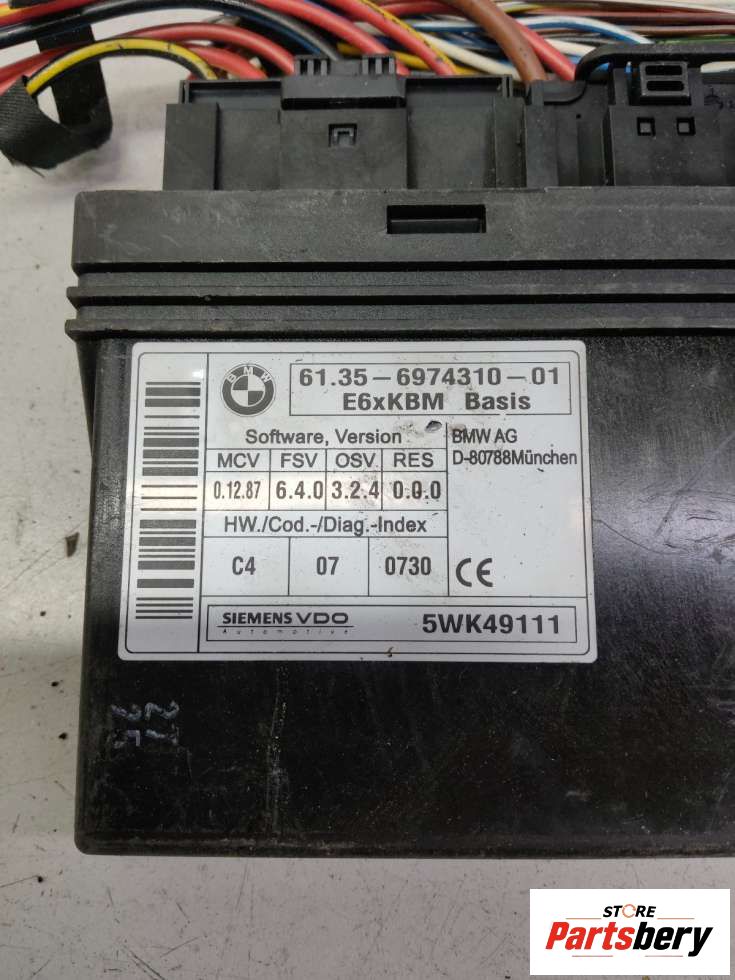 BMW
61.35-6974310-01
E6xKBM Basis
Software, Version
BMW AG
D-80788München
MCV FSV OSV RES
0.12.87 6.4.0 3.2.4 0.0.0
HW./Cod.-/Diag.-Index
C4 07 0730
CE
SIEMENS VDO
Automotive
5WK49111
STORE
Partsbery